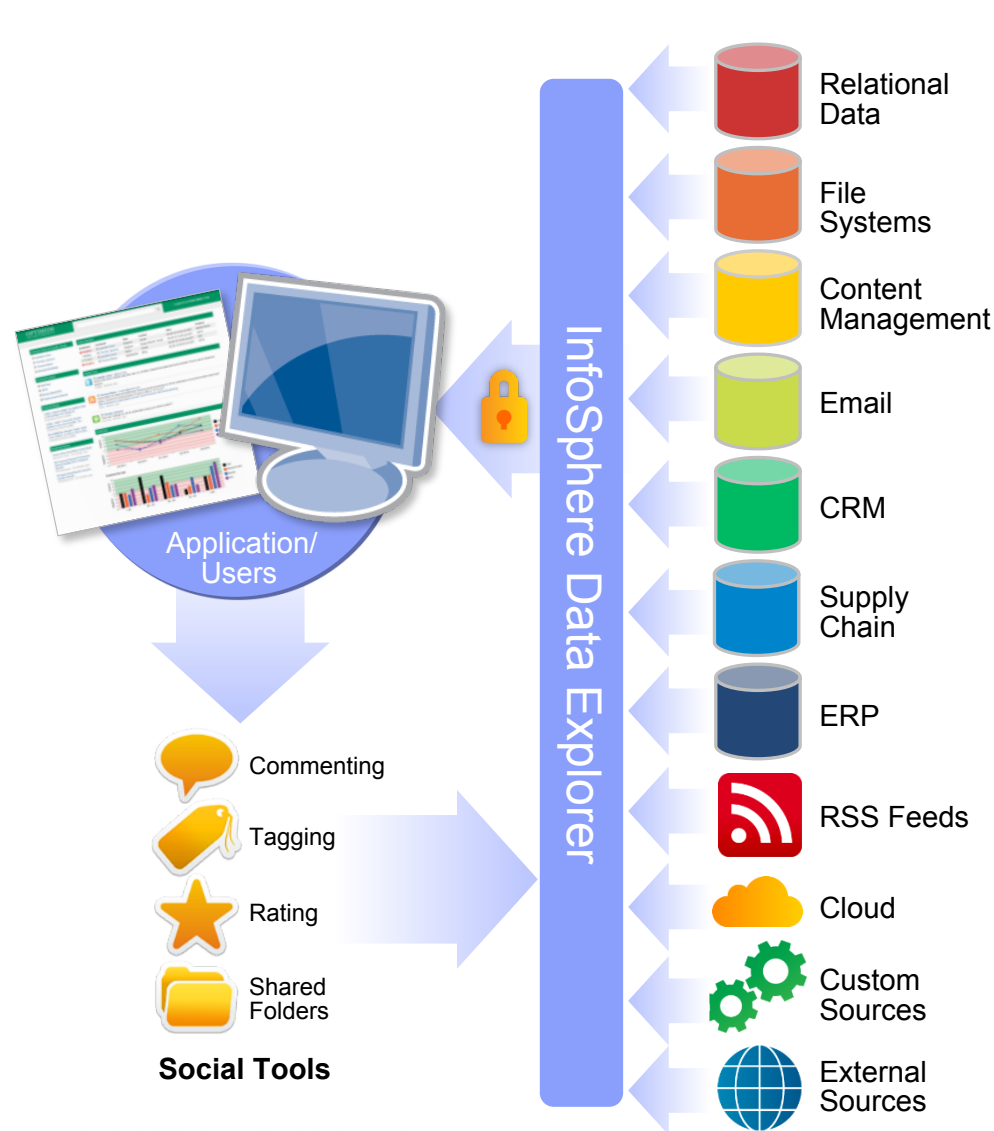 Relational
Data
File
Systems
Content
Management
Email
CRM
Supply
Chain
ERP
RSS Feeds
Cloud
Custom
Sources
External
Sources
InfoSphere Data Explorer
Application/
Users
Commenting
Tagging
Rating
Shared
Folders
Social Tools